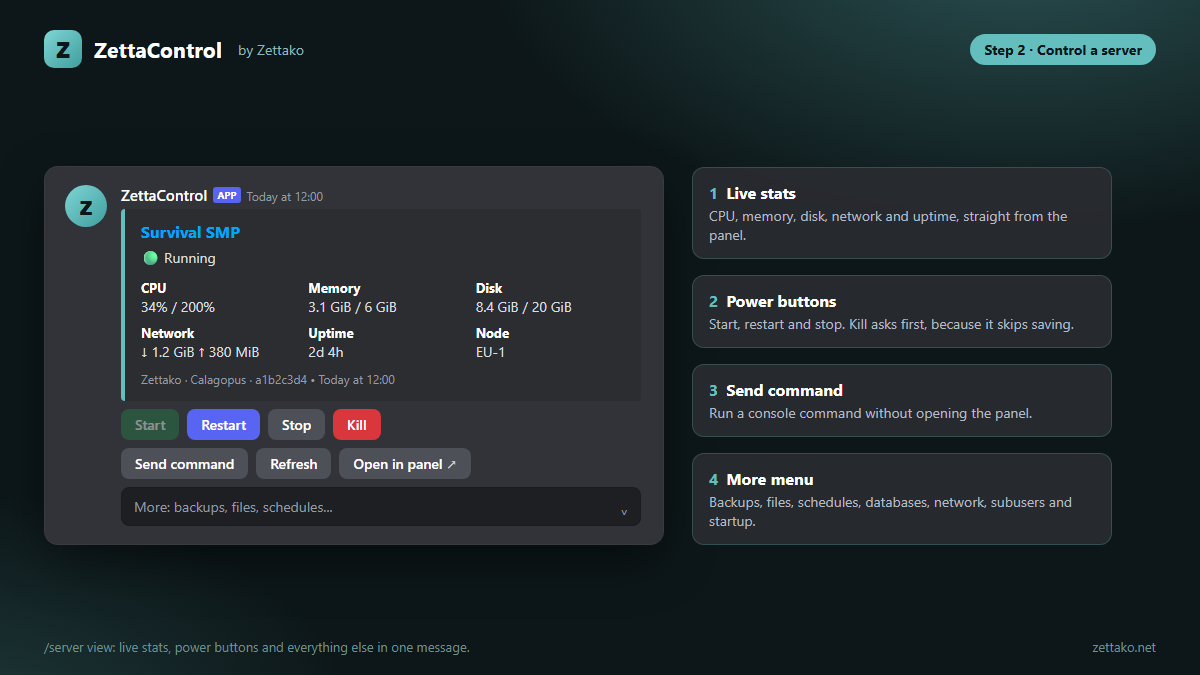 Z ZettaControl by Zettako
Step 2 · Control a server
Z
ZettaControl APP Today at 12:00
Survival SMP
Running
CPU Memory Disk
34% / 200% 3.1 GiB / 6 GiB 8.4 GiB / 20 GiB
Network Uptime Node
↓ 1.2 GiB ↑ 380 MiB 2d 4h EU-1
Zettako · Calagopus · a1b2c3d4 • Today at 12:00
Start Restart Stop Kill
Send command Refresh Open in panel ↗
More: backups, files, schedules... v
1 Live stats
CPU, memory, disk, network and uptime, straight from the
panel.
2 Power buttons
Start, restart and stop. Kill asks first, because it skips saving.
3 Send command
Run a console command without opening the panel.
4 More menu
Backups, files, schedules, databases, network, subusers and
startup.
/server view: live stats, power buttons and everything else in one message.
zettako.net